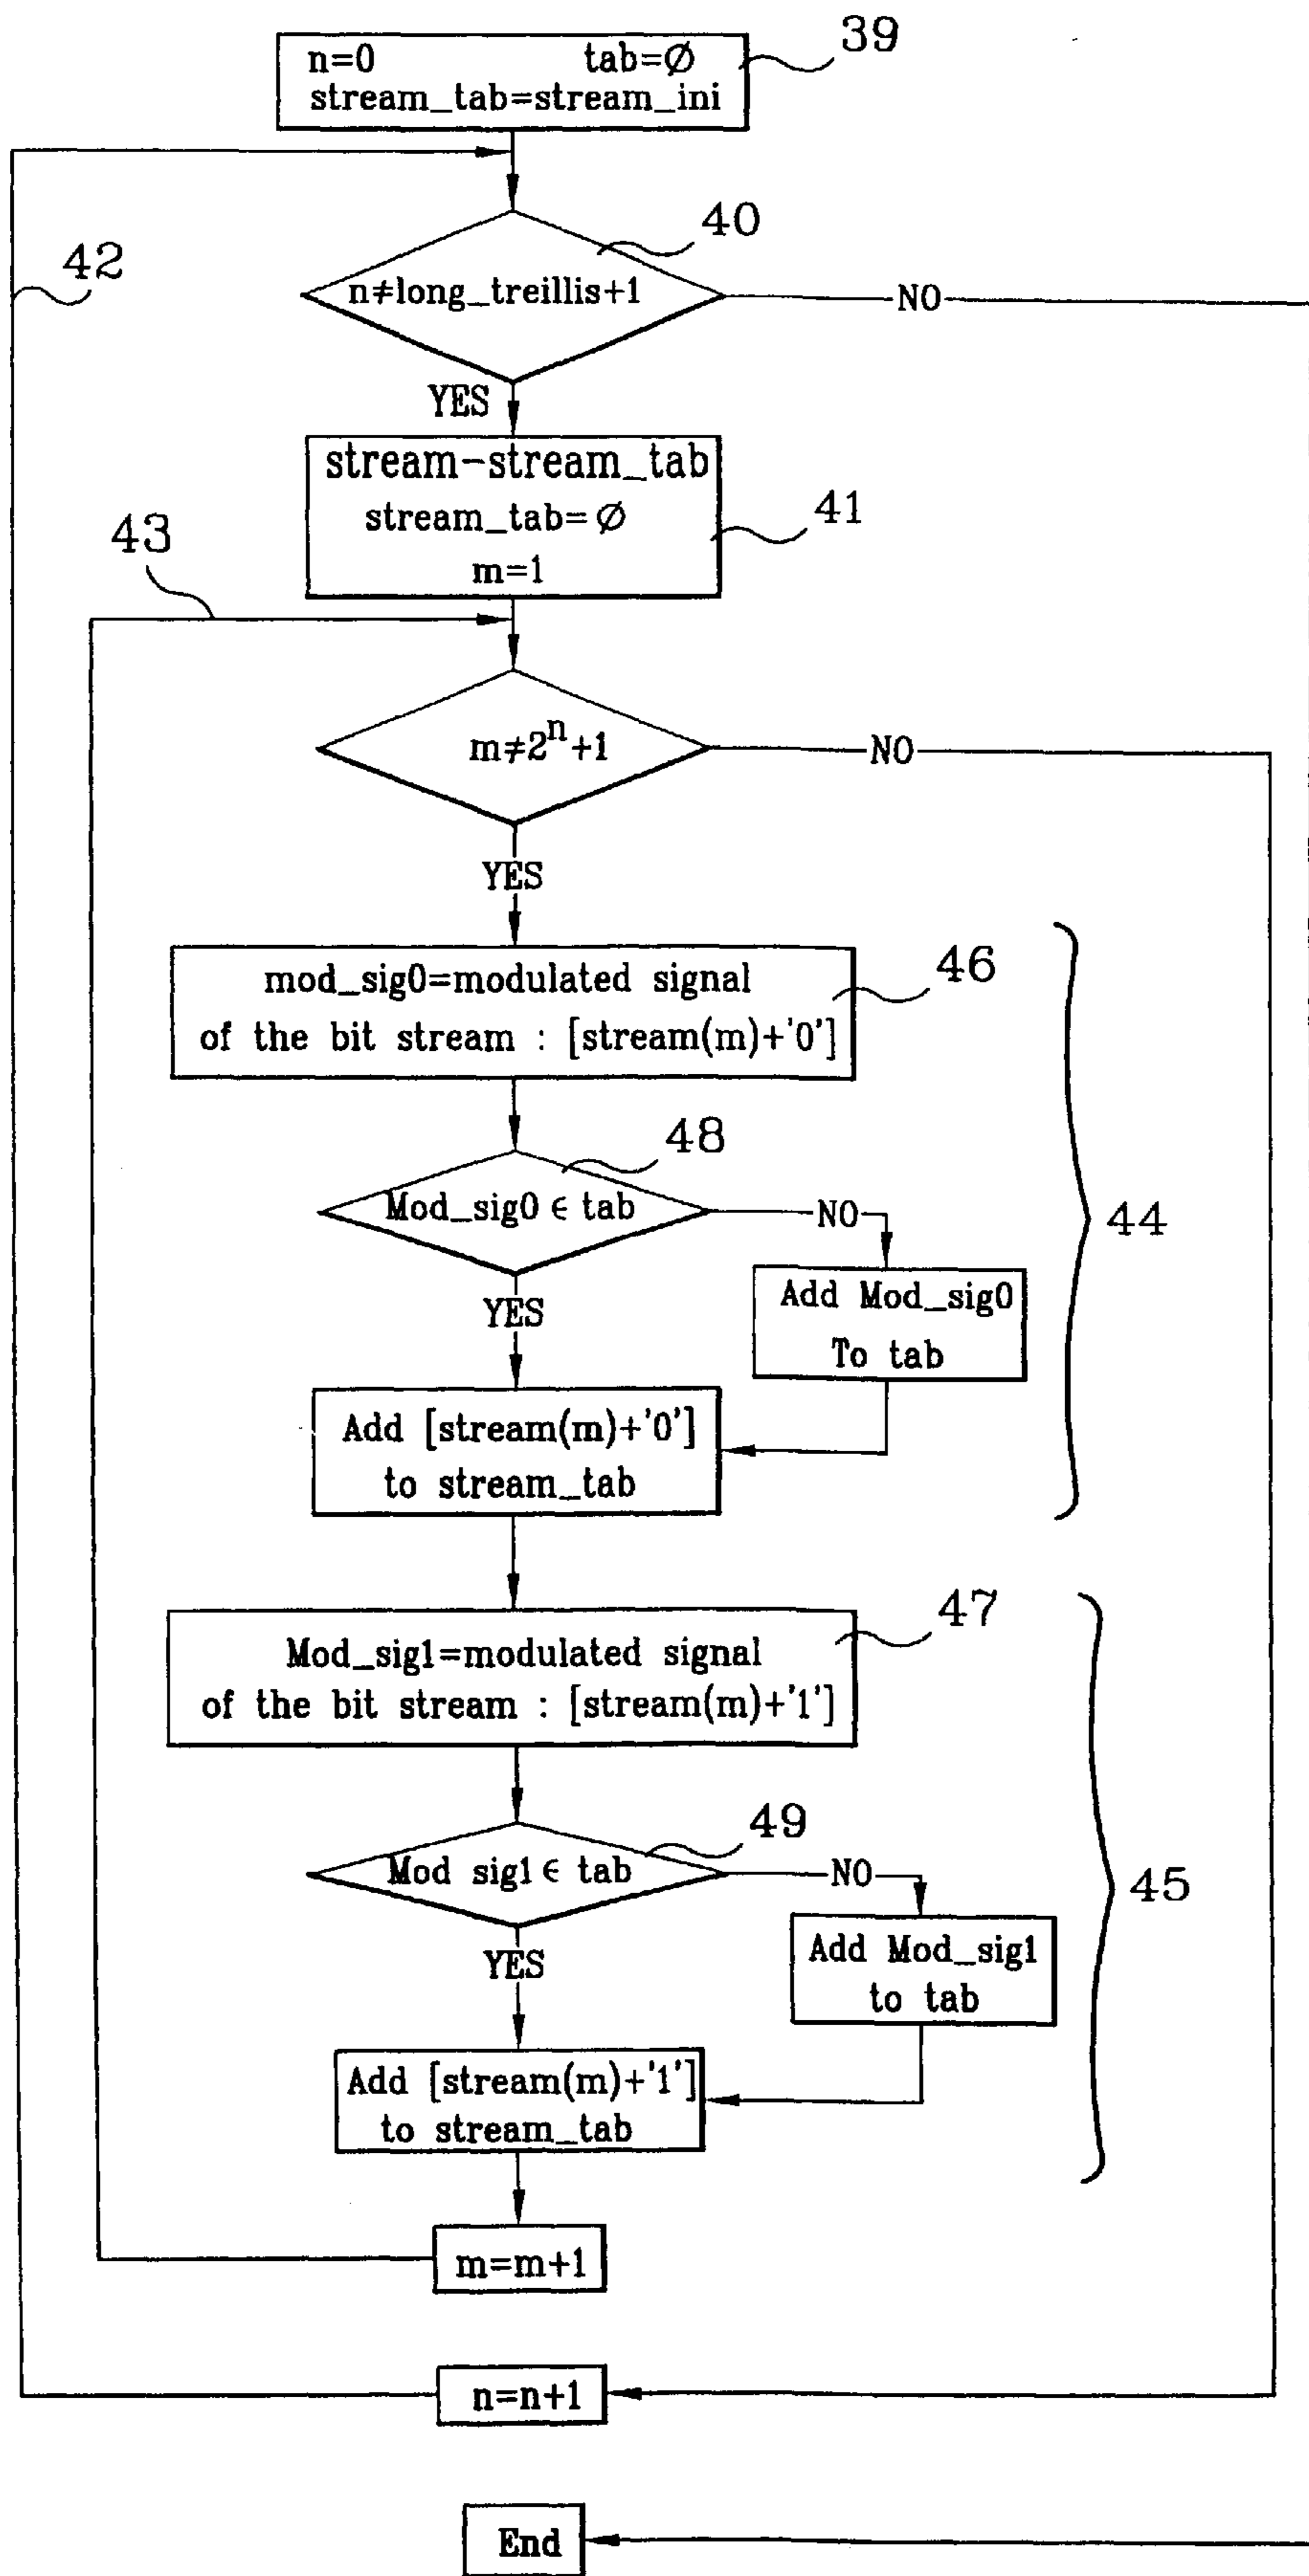 39
n=0 tab=∅
stream_tab=stream_ini
40
42
n≠long_treillis+1
NO
YES
stream-stream_tab
stream_tab=∅
m=1
41
43
m≠2^n+1
NO
YES
46
mod_sig0=modulated signal
of the bit stream : [stream(m)+'0']
48
Mod_sig0 ∈ tab
NO
44
YES
Add Mod_sig0
To tab
Add [stream(m)+'0']
to stream_tab
47
Mod_sig1=modulated signal
of the bit stream : [stream(m)+'1']
49
Mod sig1 ∈ tab
NO
45
YES
Add Mod_sig1
to tab
Add [stream(m)+'1']
to stream_tab
m=m+1
n=n+1
End